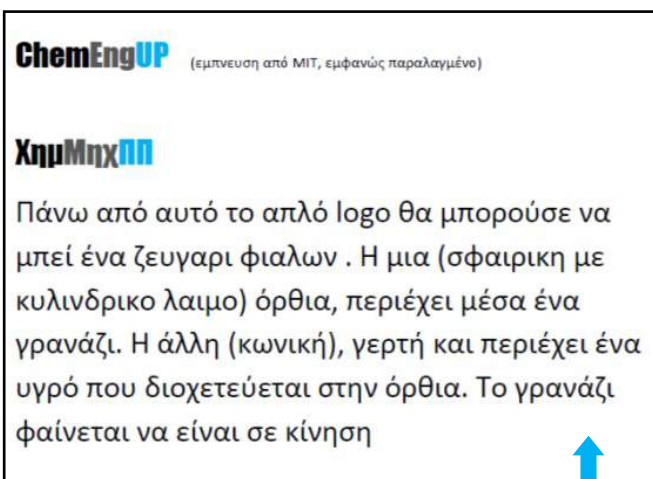 ChemEngUP (εμπνευση από MIT, εμφανώς παραλαγμένο)
ΧημΜηχΠΠ
Πάνω από αυτό το απλό logo θα μπορούσε να
μπεί ένα ζευγαρι φιαλων . Η μια (σφαιρικη με
κυλινδρικο λαιμο) όρθια, περιέχει μέσα ένα
γρανάζι. Η άλλη (κωνική), γερτή και περιέχει ένα
υγρό που διοχετεύεται στην όρθια. Το γρανάζι
φαίνεται να είναι σε κίνηση